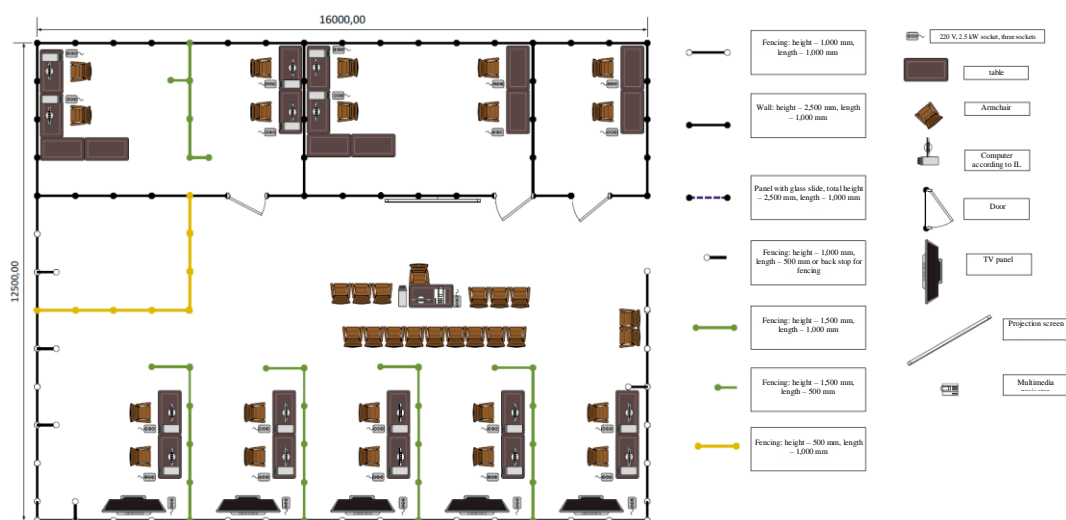 16000,00
12500,00
Fencing: height – 1,000 mm,
length – 1,000 mm
Wall: height – 2,500 mm, length
– 1,000 mm
Panel with glass slide, total height
– 2,500 mm, length – 1,000 mm
Fencing: height – 1,000 mm,
length – 500 mm or back stop for
fencing
Fencing: height – 1,500 mm,
length – 1,000 mm
Fencing: height – 1,500 mm,
length – 500 mm
Fencing: height – 500 mm, length
– 1,000 mm
220 V, 2.5 kW socket, three sockets
table
Armchair
Computer
according to IL
Door
TV panel
Projection screen
Multimedia